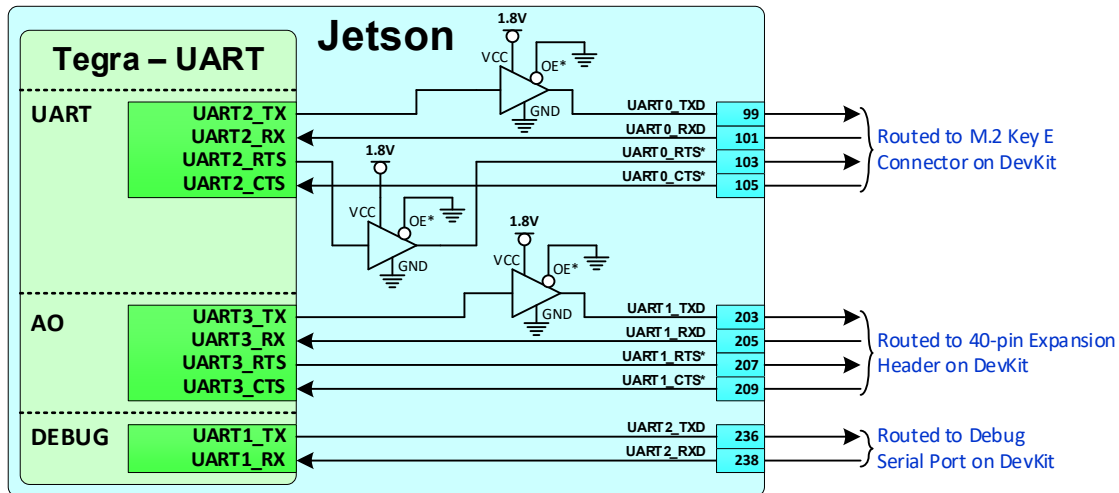 Jetson
Tegra – UART
1.8V
VCC
OE*
GND
UART
UART2_TX
UART0_TXD
99
UART2_RX
UART0_RXD
101
UART2_RTS
UART0_RTS*
103
UART2_CTS
UART0_CTS*
105
Routed to M.2 Key E
Connector on DevKit
1.8V
VCC
OE*
GND
1.8V
VCC
OE*
GND
AO
UART3_TX
UART1_TXD
203
UART3_RX
UART1_RXD
205
UART3_RTS
UART1_RTS*
207
UART3_CTS
UART1_CTS*
209
Routed to 40-pin Expansion
Header on DevKit
DEBUG
UART1_TX
UART2_TXD
236
UART1_RX
UART2_RXD
238
Routed to Debug
Serial Port on DevKit